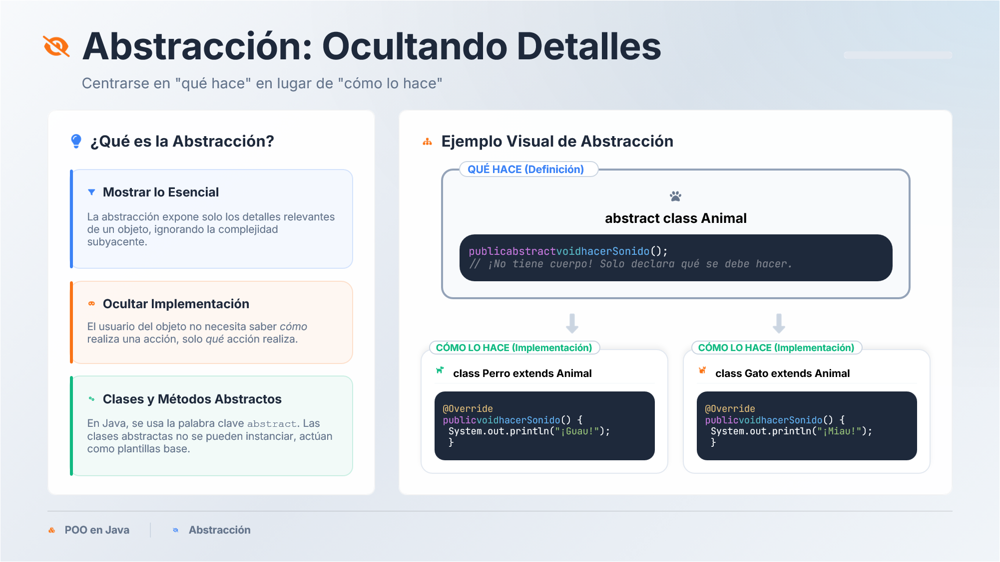 Abstracción: Ocultando Detalles
Centrarse en "qué hace" en lugar de "cómo lo hace"
¿Qué es la Abstracción?
Mostrar lo Esencial
La abstracción expone solo los detalles relevantes
de un objeto, ignorando la complejidad
subyacente.
Ocultar Implementación
El usuario del objeto no necesita saber cómo
realiza una acción, solo qué acción realiza.
Clases y Métodos Abstractos
En Java, se usa la palabra clave abstract. Las
clases abstractas no se pueden instanciar, actúan
como plantillas base.
Ejemplo Visual de Abstracción
QUÉ HACE (Definición)
abstract class Animal
publicabstractvoidhacerSonido();
// ¡No tiene cuerpo! Solo declara qué se debe hacer.
CÓMO LO HACE (Implementación)
class Perro extends Animal
@Override
publicvoidhacerSonido() {
System.out.println("¡Guau!");
}
CÓMO LO HACE (Implementación)
class Gato extends Animal
@Override
publicvoidhacerSonido() {
System.out.println("¡Miau!");
}
POO en Java
Abstracción